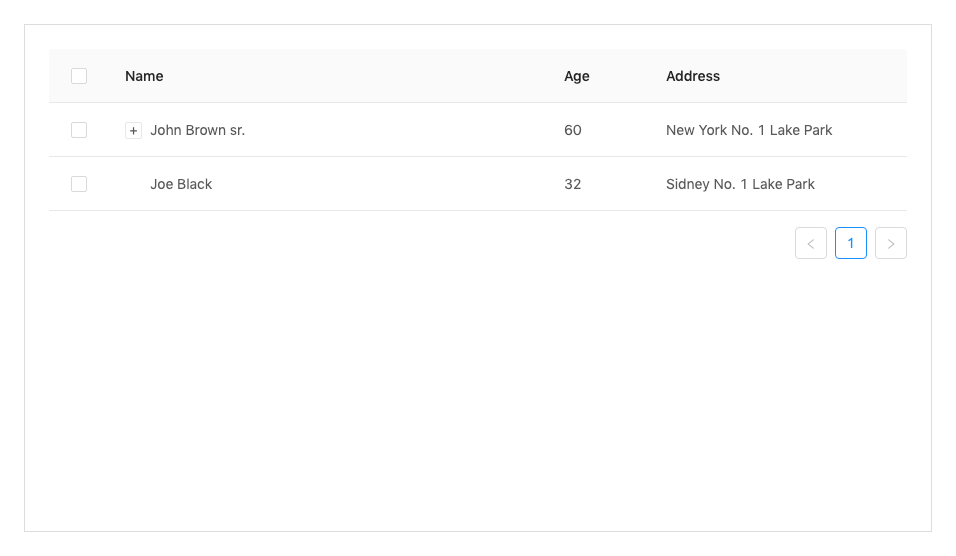 Name Age Address
+ John Brown sr. 60 New York No. 1 Lake Park
Joe Black 32 Sidney No. 1 Lake Park
< 1 >